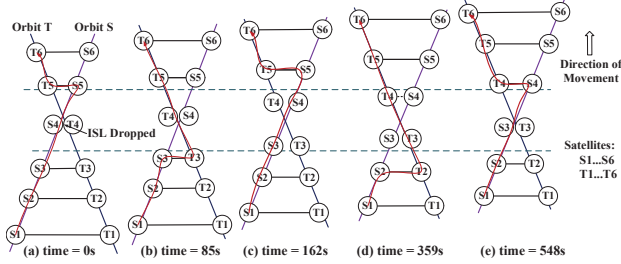 Orbit T Orbit S
T6 S6
T5 S5
S4 T4
ISL Dropped
S3 T3
S2 T2
S1 T1
(a) time = 0s
T6 S6
T5 S5
T4 S4
S3 T3
S2 T2
S1 T1
(b) time = 85s
T6 S6
T5 S5
T4 S4
S3 T3
S2 T2
S1 T1
(c) time = 162s
T6 S6
T5 S5
T4 S4
S3 T3
S2 T2
S1 T1
(d) time = 359s
T6 S6
T5 S5
T4 S4
S3 T3
S2 T2
S1 T1
(e) time = 548s
Direction of
Movement
Satellites:
S1...S6
T1...T6